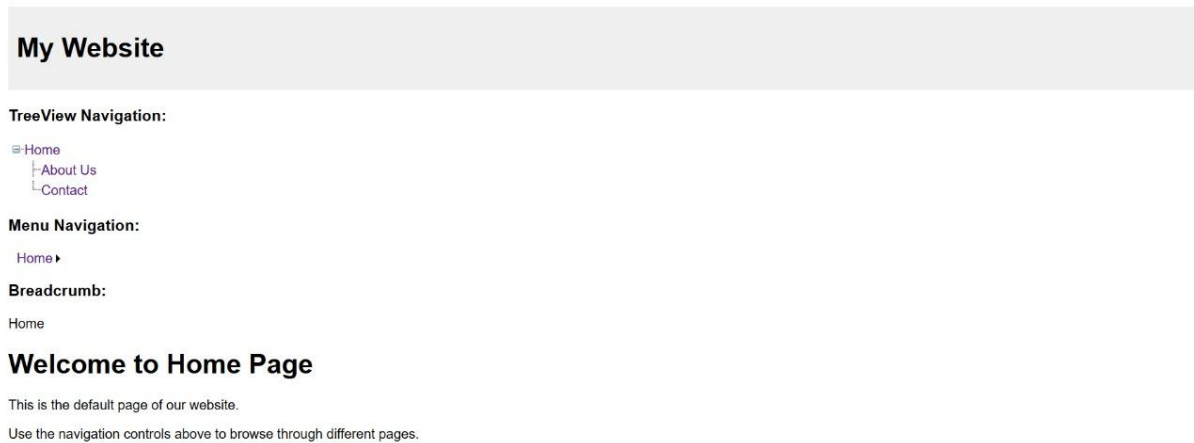 My Website
TreeView Navigation:
Home
About Us
Contact
Menu Navigation:
Home
Breadcrumb:
Home
Welcome to Home Page
This is the default page of our website.
Use the navigation controls above to browse through different pages.